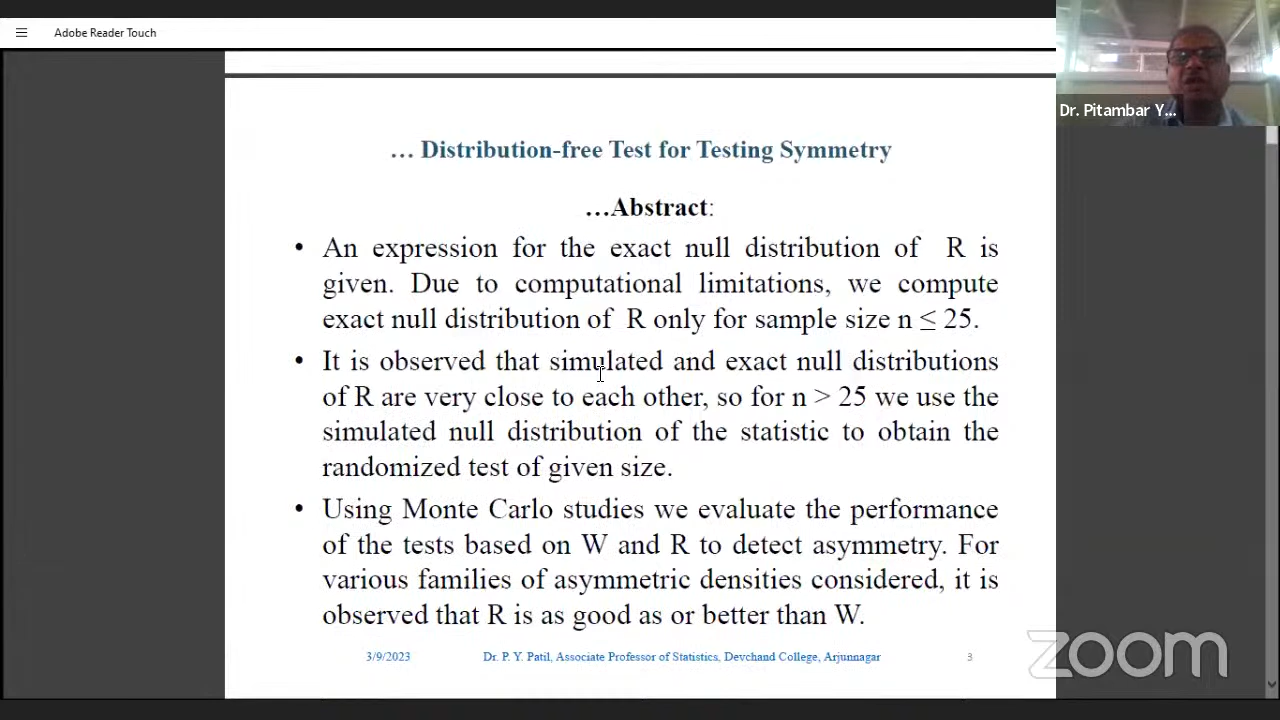 Adobe Reader Touch
Dr. Pitambar Y...
… Distribution-free Test for Testing Symmetry
…Abstract:
• An expression for the exact null distribution of R is
given. Due to computational limitations, we compute
exact null distribution of R only for sample size n ≤ 25.
• It is observed that simulated and exact null distributions
of R are very close to each other, so for n > 25 we use the
simulated null distribution of the statistic to obtain the
randomized test of given size.
• Using Monte Carlo studies we evaluate the performance
of the tests based on W and R to detect asymmetry. For
various families of asymmetric densities considered, it is
observed that R is as good as or better than W.
3/9/2023 Dr. P. Y. Patil, Associate Professor of Statistics, Devchand College, Arjunnagar 3
zoom